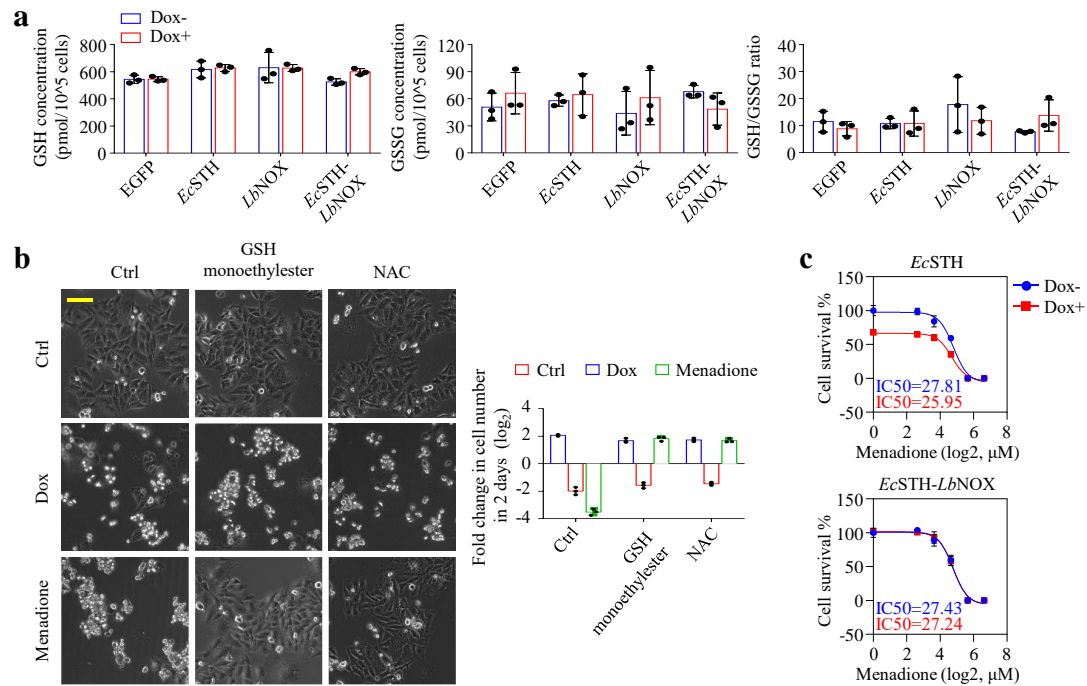 a
Dox-
Dox+
GSH concentration
(pmol/10^5 cells)
800
600
400
200
0
EGFP
EcSTH
LbNOX
EcSTH-
LbNOX
GSSG concentration
(pmol/10^5 cells)
120
90
60
30
0
EGFP
EcSTH
LbNOX
EcSTH-
LbNOX
GSH/GSSG ratio
40
30
20
10
0
EGFP
EcSTH
LbNOX
EcSTH-
LbNOX
b
Ctrl
GSH
monoethylester
NAC
Ctrl
Dox
Menadione
Ctrl
Dox
Menadione
Fold change in cell number
in 2 days (log2)
4
2
0
-2
-4
Ctrl
GSH
monoethylester
NAC
c
EcSTH
Dox-
Dox+
Cell survival %
150
100
50
0
-50
IC50=27.81
IC50=25.95
0
2
4
6
8
Menadione (log2, μM)
EcSTH-LbNOX
Cell survival %
150
100
50
0
-50
IC50=27.43
IC50=27.24
0
2
4
6
8
Menadione (log2, μM)